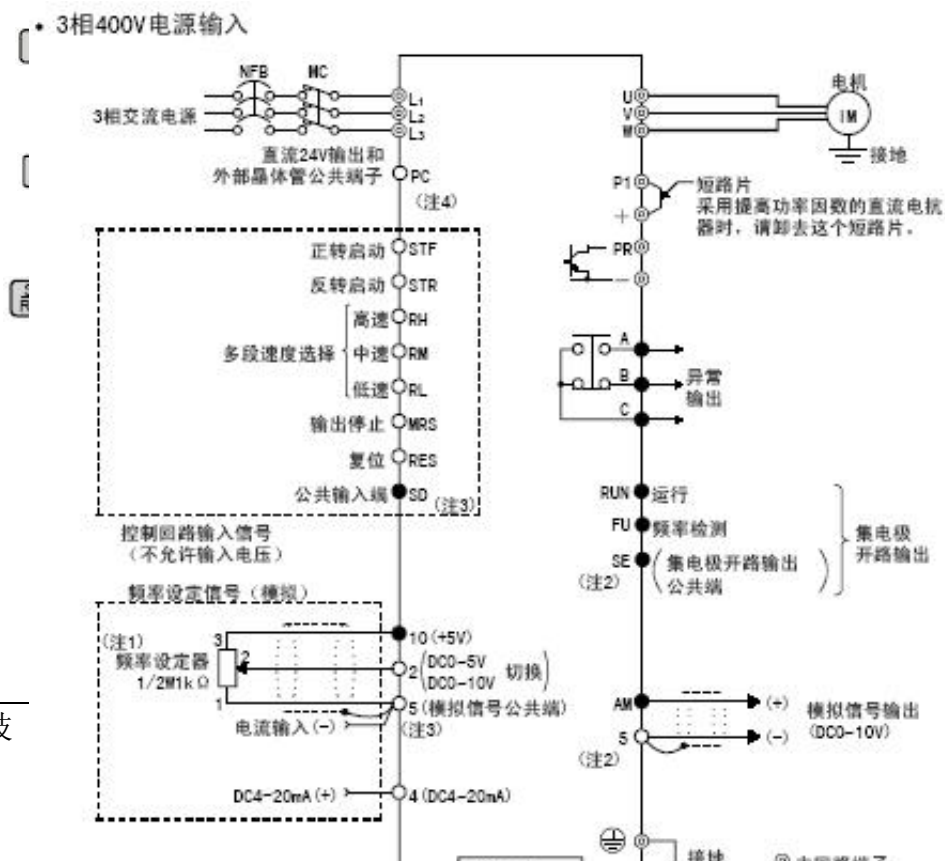 • 3相400V电源输入
NFB
MC
3相交流电源
L1
L2
L3
直流24V输出和
外部晶体管公共端子
PC
(注4)
正转启动
STF
反转启动
STR
多段速度选择
高速
RH
中速
RM
低速
RL
输出停止
MRS
复位
RES
公共输入端
SD
(注3)
控制回路输入信号
(不允许输入电压)
频率设定信号(模拟)
(注1)
频率设定器
1/2W1kΩ
3
2
1
10(+5V)
2
DC0-5V
DC0-10V
切换
5(模拟信号公共端)
(注3)
电流输入(-)
DC4-20mA(+)
4(DC4-20mA)
U
V
W
电机
IM
接地
P1
+
短路片
采用提高功率因数的直流电抗
器时，请卸去这个短路片。
PR
-
A
B
C
异常
输出
RUN
运行
FU
频率检测
SE
(注2)
集电极开路输出
公共端
集电极
开路输出
AM
5
(注2)
(+)
(-)
模拟信号输出
(DC0-10V)
接地